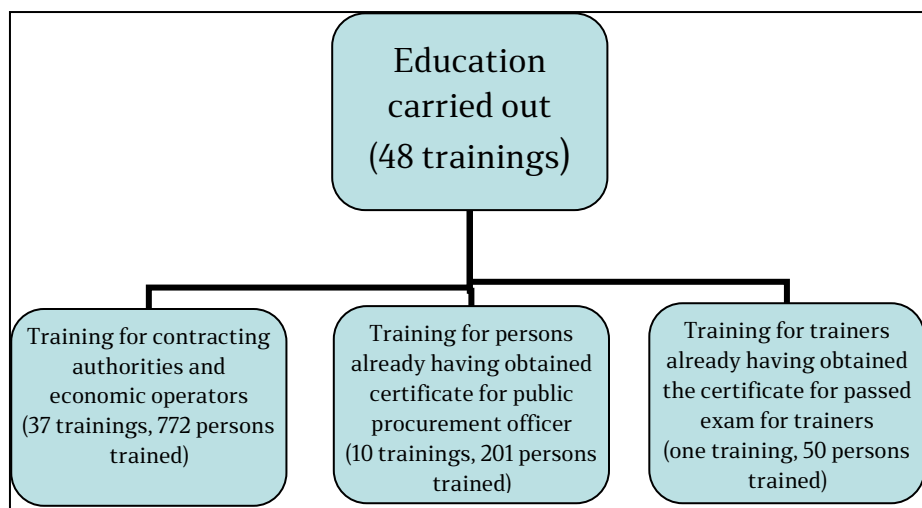 Education
carried out
(48 trainings)
Training for contracting
authorities and
economic operators
(37 trainings, 772 persons
trained)
Training for persons
already having obtained
certificate for public
procurement officer
(10 trainings, 201 persons
trained)
Training for trainers
already having obtained
the certificate for passed
exam for trainers
(one training, 50 persons
trained)